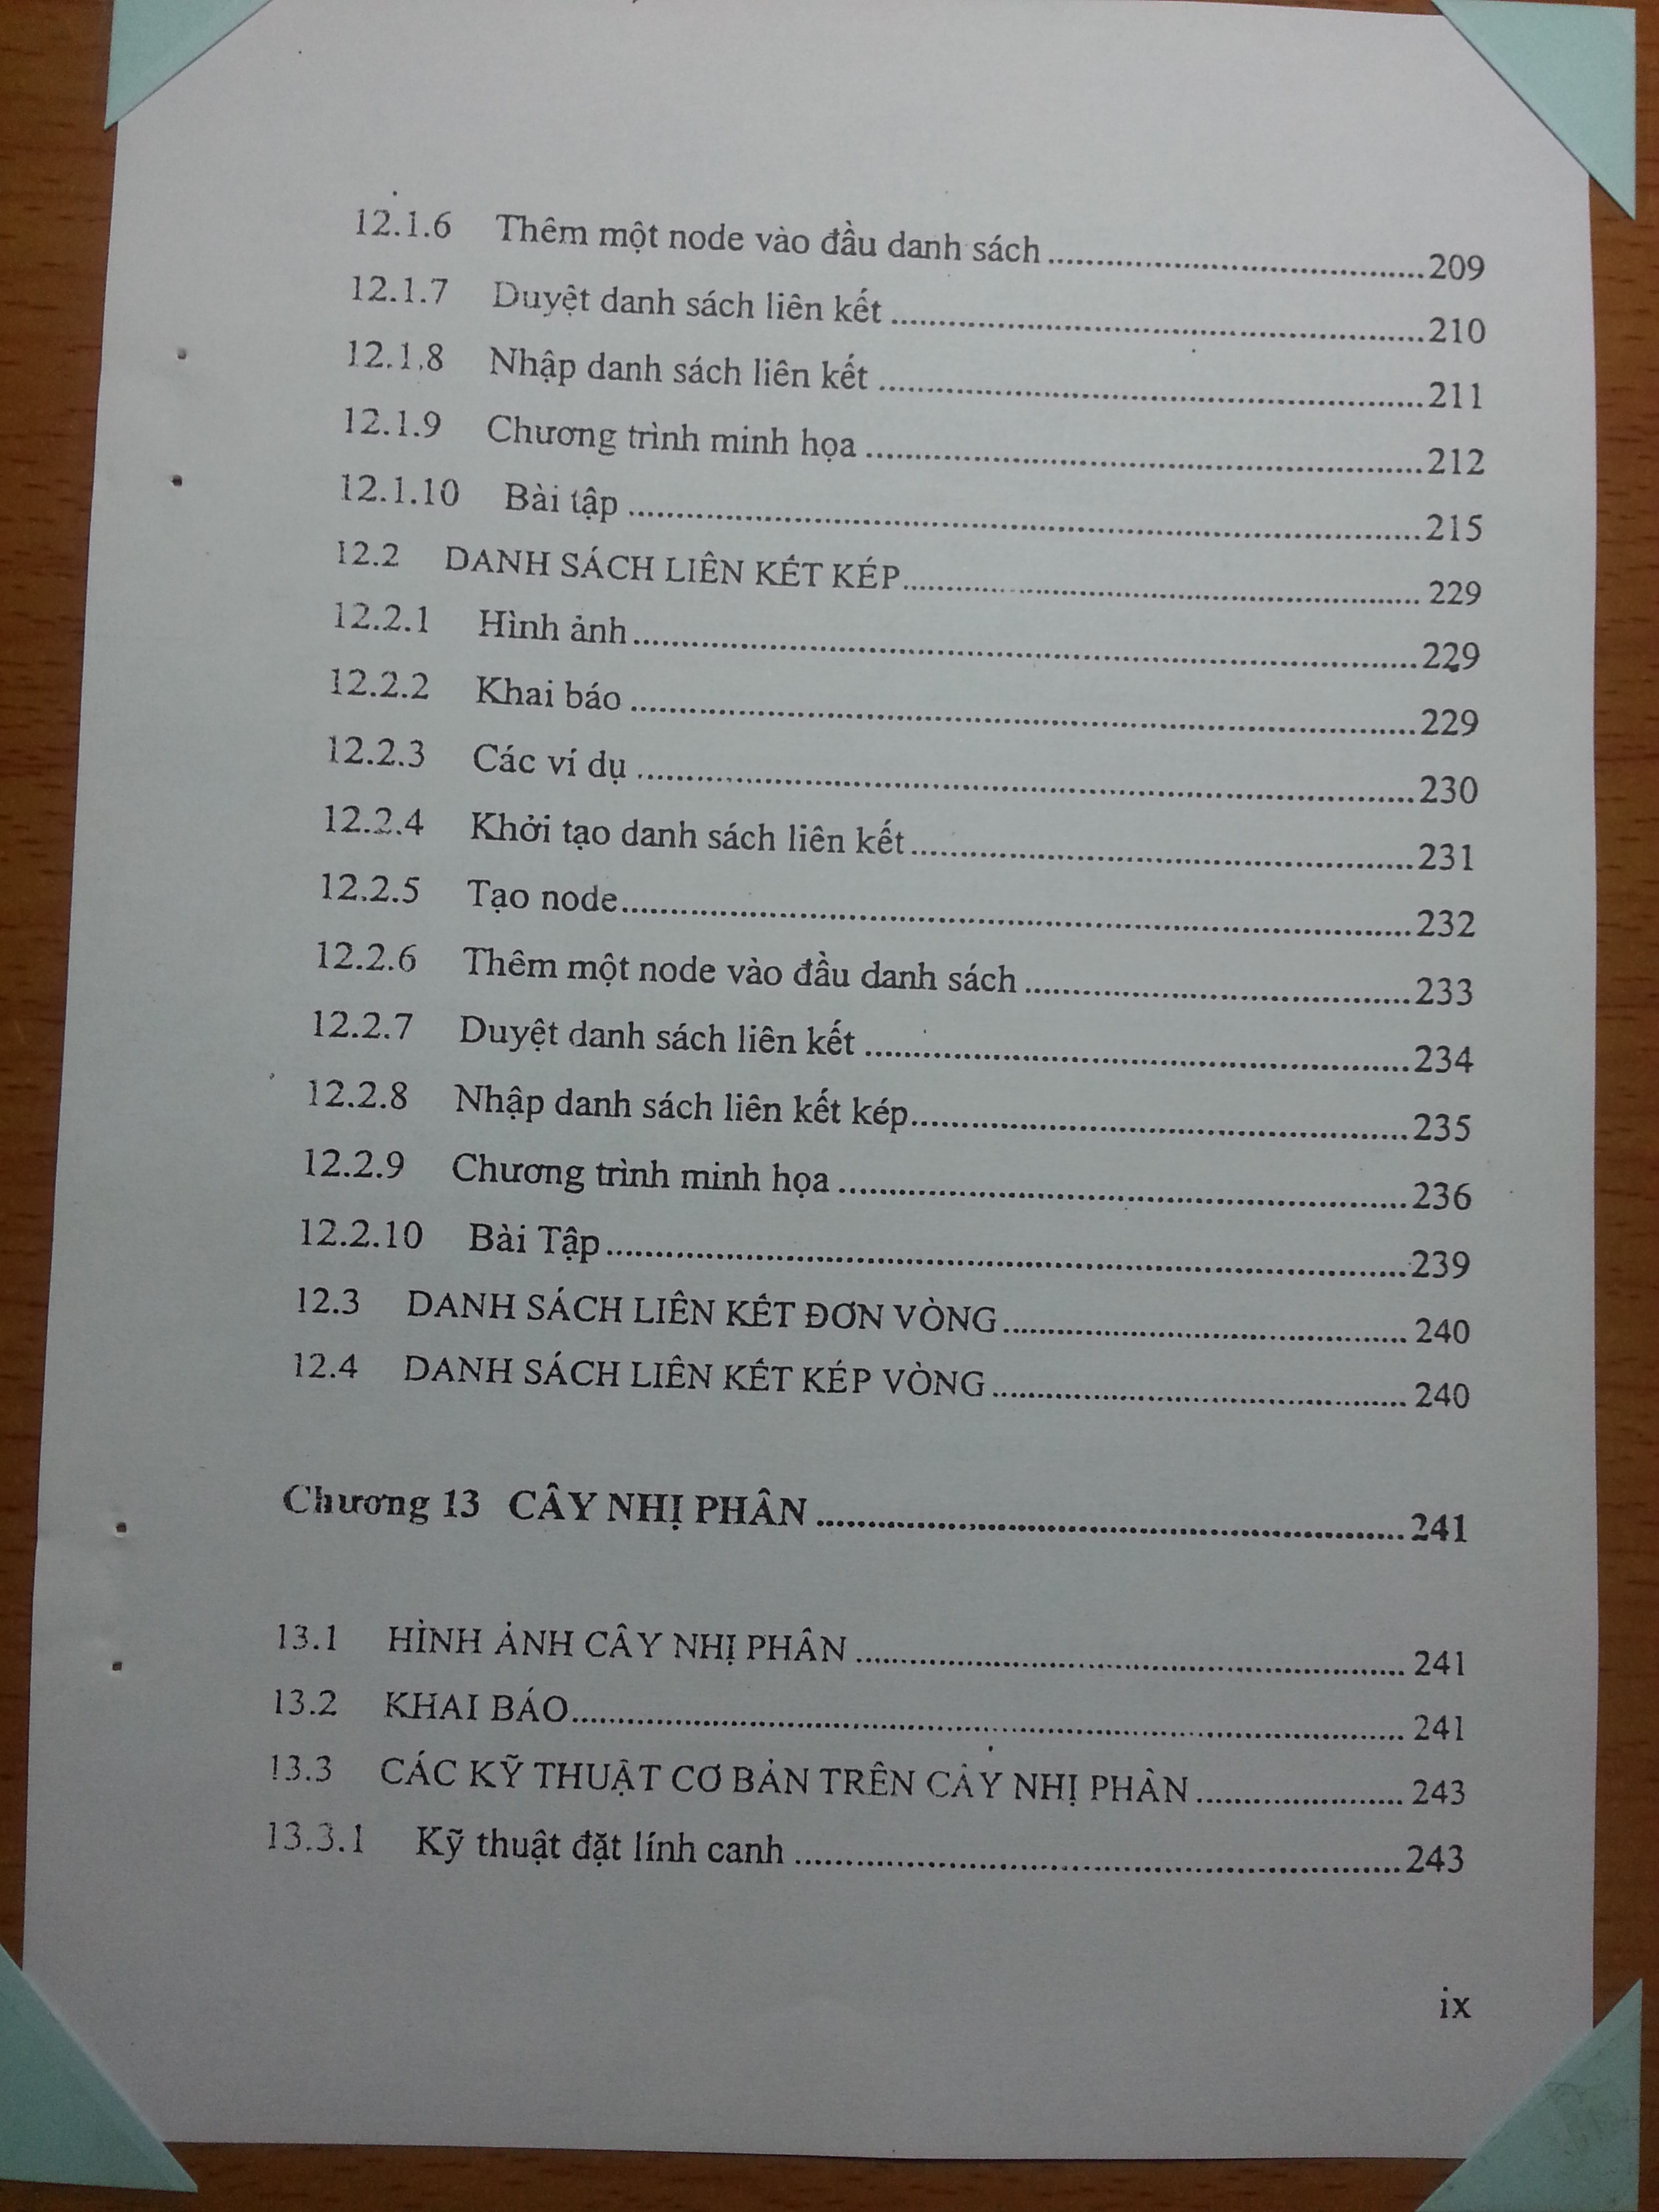 12.1.6 Thêm một node vào đầu danh sách ........................................209
12.1.7 Duyệt danh sách liên kết ........................................................210
12.1.8 Nhập danh sách liên kết .........................................................211
12.1.9 Chương trình minh họa ..........................................................212
12.1.10 Bài tập ..................................................................................215
12.2 DANH SÁCH LIÊN KẾT KÉP...................................................... 229
12.2.1 Hình ảnh..................................................................................229
12.2.2 Khai báo ..................................................................................229
12.2.3 Các ví dụ .................................................................................230
12.2.4 Khởi tạo danh sách liên kết.....................................................231
12.2.5 Tạo node..................................................................................232
12.2.6 Thêm một node vào đầu danh sách ........................................233
12.2.7 Duyệt danh sách liên kết ........................................................234
12.2.8 Nhập danh sách liên kết kép....................................................235
12.2.9 Chương trình minh họa ...........................................................236
12.2.10 Bài Tập...................................................................................239
12.3 DANH SÁCH LIÊN KẾT ĐƠN VÒNG.......................................... 240
12.4 DANH SÁCH LIÊN KẾT KÉP VÒNG ........................................... 240
Chương 13 CÂY NHỊ PHÂN ............................................................241
13.1 HÌNH ẢNH CÂY NHỊ PHÂN ........................................................ 241
13.2 KHAI BÁO..................................................................................... 241
13.3 CÁC KỸ THUẬT CƠ BẢN TRÊN CÂY NHỊ PHÂN ..................... 243
13.3.1 Kỹ thuật đặt lính canh .............................................................243
ix